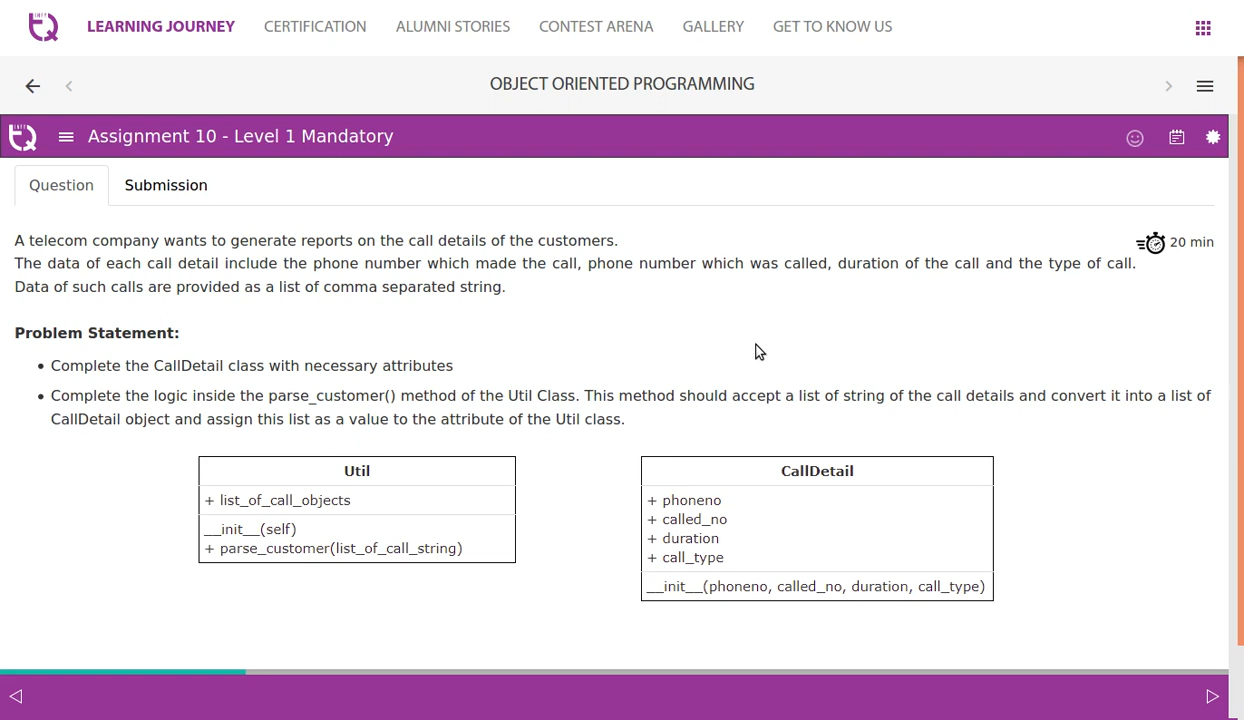 LEARNING JOURNEY CERTIFICATION ALUMNI STORIES CONTEST ARENA GALLERY GET TO KNOW US
OBJECT ORIENTED PROGRAMMING
Assignment 10 - Level 1 Mandatory
Question Submission
A telecom company wants to generate reports on the call details of the customers.
20 min
The data of each call detail include the phone number which made the call, phone number which was called, duration of the call and the type of call.
Data of such calls are provided as a list of comma separated string.
Problem Statement:
• Complete the CallDetail class with necessary attributes
• Complete the logic inside the parse_customer() method of the Util Class. This method should accept a list of string of the call details and convert it into a list of
CallDetail object and assign this list as a value to the attribute of the Util class.
Util
+ list_of_call_objects
__init__(self)
+ parse_customer(list_of_call_string)
CallDetail
+ phoneno
+ called_no
+ duration
+ call_type
__init__(phoneno, called_no, duration, call_type)